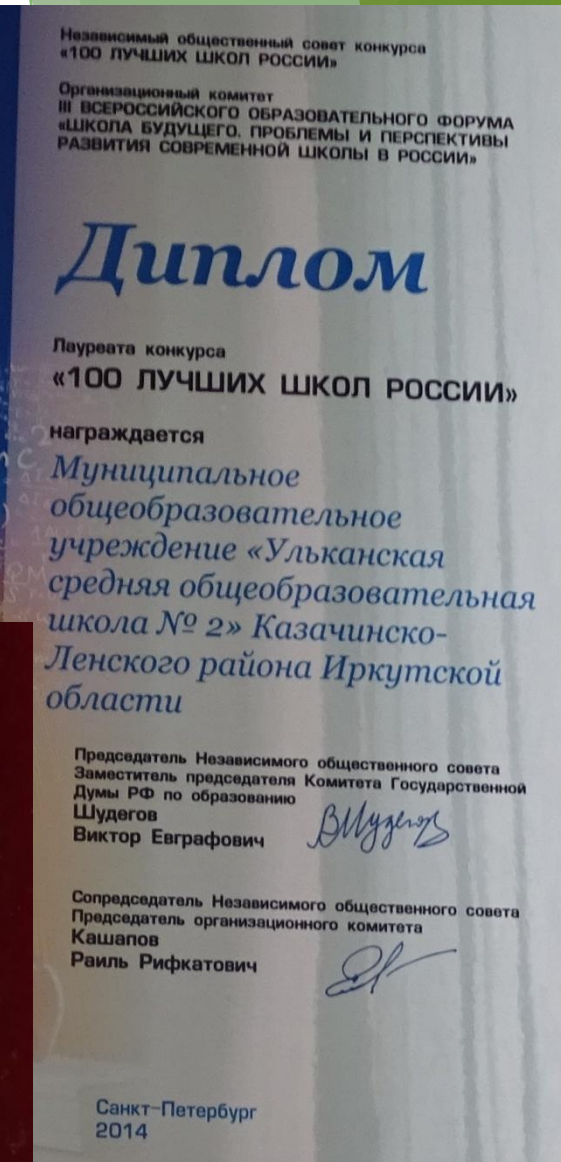 Независимый общественный совет конкурса
«100 ЛУЧШИХ ШКОЛ РОССИИ»
Организационный комитет
III ВСЕРОССИЙСКОГО ОБРАЗОВАТЕЛЬНОГО ФОРУМА
«ШКОЛА БУДУЩЕГО. ПРОБЛЕМЫ И ПЕРСПЕКТИВЫ
РАЗВИТИЯ СОВРЕМЕННОЙ ШКОЛЫ В РОССИИ»
Диплом
Лауреата конкурса
«100 ЛУЧШИХ ШКОЛ РОССИИ»
награждается
Муниципальное
общеобразовательное
учреждение «Ульканская
средняя общеобразовательная
школа № 2» Казачинско-
Ленского района Иркутской
области
Председатель Независимого общественного совета
Заместитель председателя Комитета Государственной
Думы РФ по образованию
Шудегов
Виктор Евграфович
Сопредседатель Независимого общественного совета
Председатель организационного комитета
Кашапов
Раиль Рифкатович
Санкт-Петербург
2014